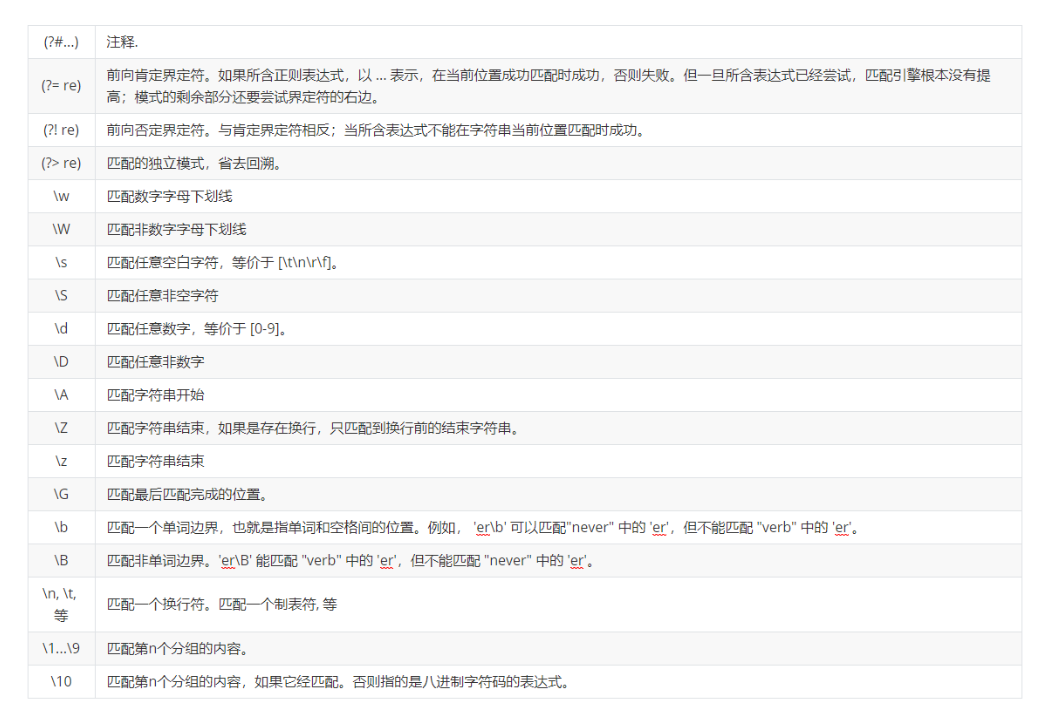 (?#...) 注释.
(?= re) 前向肯定界定符。如果所含正则表达式，以 ... 表示，在当前位置成功匹配时成功，否则失败。但一旦所含表达式已经尝试，匹配引擎根本没有提
高；模式的剩余部分还要尝试界定符的右边。
(?! re) 前向否定界定符。与肯定界定符相反；当所含表达式不能在字符串当前位置匹配时成功。
(?> re) 匹配的独立模式，省去回溯。
\w 匹配数字字母下划线
\W 匹配非数字字母下划线
\s 匹配任意空白字符，等价于 [\t\n\r\f]。
\S 匹配任意非空字符
\d 匹配任意数字，等价于 [0-9]。
\D 匹配任意非数字
\A 匹配字符串开始
\Z 匹配字符串结束，如果是存在换行，只匹配到换行前的结束字符串。
\z 匹配字符串结束
\G 匹配最后匹配完成的位置。
\b 匹配一个单词边界，也就是指单词和空格间的位置。例如， 'er\b' 可以匹配"never" 中的 'er'，但不能匹配 "verb" 中的 'er'。
\B 匹配非单词边界。'er\B' 能匹配 "verb" 中的 'er'，但不能匹配 "never" 中的 'er'。
\n, \t,
等 匹配一个换行符。匹配一个制表符, 等
\1...\9 匹配第n个分组的内容。
\10 匹配第n个分组的内容，如果它经匹配。否则指的是八进制字符码的表达式。